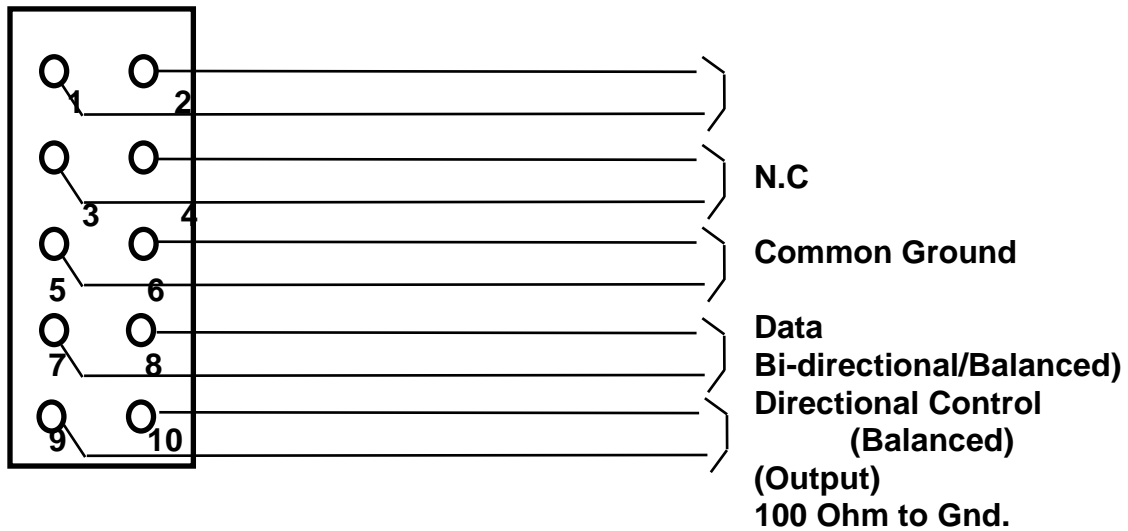 1 2
N.C
3 4
Common Ground
5 6
Data
7 8
Bi-directional/Balanced)
Directional Control
9 10
(Balanced)
(Output)
100 Ohm to Gnd.